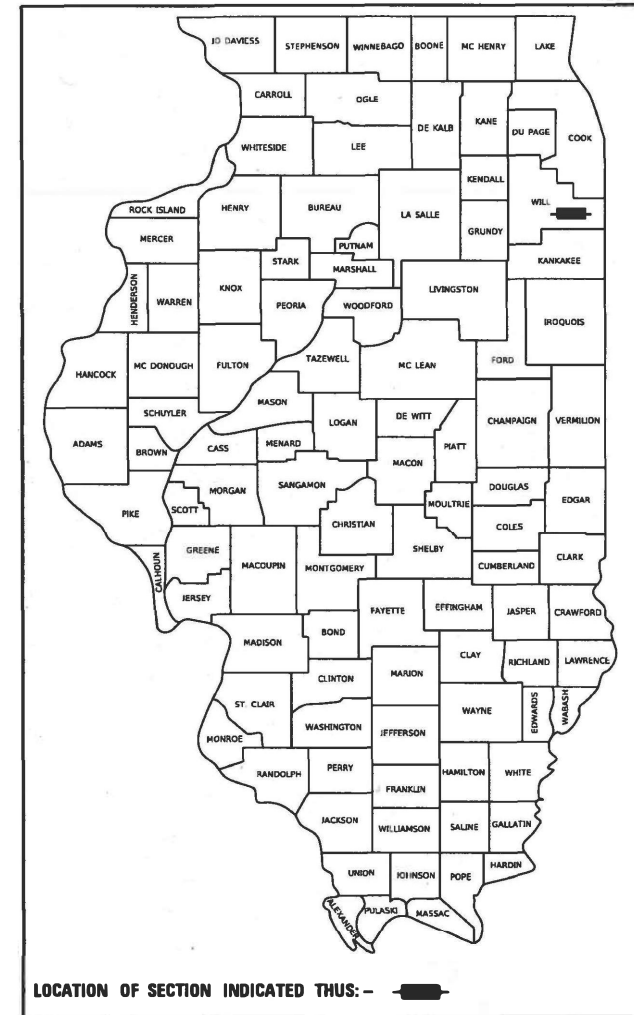 JO DAVIESS STEPHENSON WINNEBAGO BOONE MC HENRY LAKE
CARROLL OGLE DE KALB KANE DU PAGE COOK
WHITESIDE LEE
KENDALL
WILL
ROCK ISLAND HENRY BUREAU LA SALLE GRUNDY
MERCER PUTNAM KANKAKEE
STARK MARSHALL
HENDERSON WARREN KNOX PEORIA WOODFORD LIVINGSTON IROQUOIS
HANCOCK MC DONOUGH FULTON TAZEWELL MC LEAN FORD
SCHUYLER MASON LOGAN DE WITT CHAMPAIGN VERMILION
ADAMS BROWN CASS MENARD PIATT
MACON
MORGAN SANGAMON DOUGLAS EDGAR
PIKE SCOTT CHRISTIAN MOULTRIE COLES
CALHOUN GREENE MACOUPIN MONTGOMERY SHELBY CUMBERLAND CLARK
JERSEY FAYETTE EFFINGHAM JASPER CRAWFORD
MADISON BOND
CLAY RICHLAND LAWRENCE
CLINTON MARION
ST. CLAIR WAYNE EDWARDS WABASH
MONROE WASHINGTON JEFFERSON
RANDOLPH PERRY HAMILTON WHITE
FRANKLIN
JACKSON WILLIAMSON SALINE GALLATIN
UNION JOHNSON POPE HARDIN
ALEXANDER PULASKI MASSAC
LOCATION OF SECTION INDICATED THUS: -